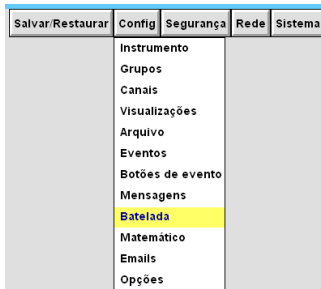 Salvar/Restaurar Config Segurança Rede Sistema
Instrumento
Grupos
Canais
Visualizações
Arquivo
Eventos
Botões de evento
Mensagens
Batelada
Matemático
Emails
Opções